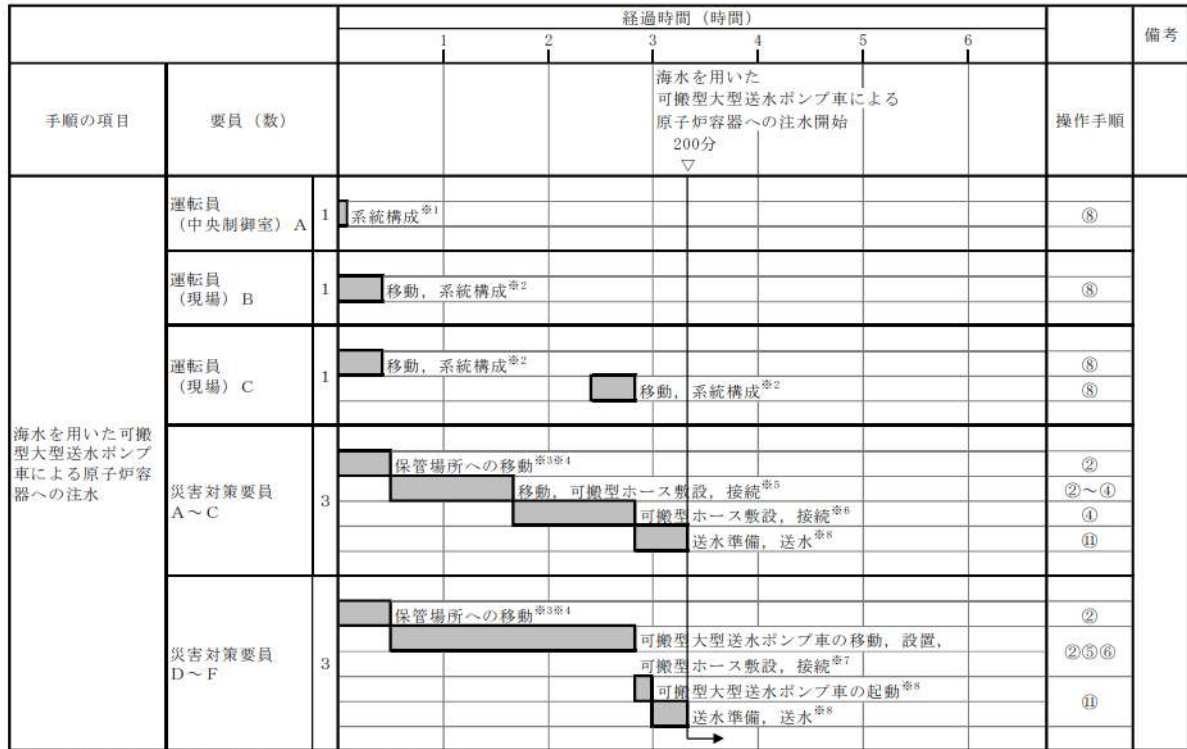 経過時間（時間）
備考
1 2 3 4 5 6
手順の項目
要員（数）
海水を用いた
可搬型大型送水ポンプ車による
原子炉容器への注水開始
200分
▽
操作手順
海水を用いた可搬
型大型送水ポンプ
車による原子炉容
器への注水
運転員
（中央制御室）A
1
系統構成※1
⑧
運転員
（現場）B
1
移動，系統構成※2
⑧
運転員
（現場）C
1
移動，系統構成※2
⑧
移動，系統構成※2
⑧
災害対策要員
A～C
3
保管場所への移動※3※4
②
移動，可搬型ホース敷設，接続※5
②～④
可搬型ホース敷設，接続※6
④
送水準備，送水※8
⑪
災害対策要員
D～F
3
保管場所への移動※3※4
②
可搬型大型送水ポンプ車の移動，設置，
可搬型ホース敷設，接続※7
②⑤⑥
可搬型大型送水ポンプ車の起動※8
送水準備，送水※8
⑪